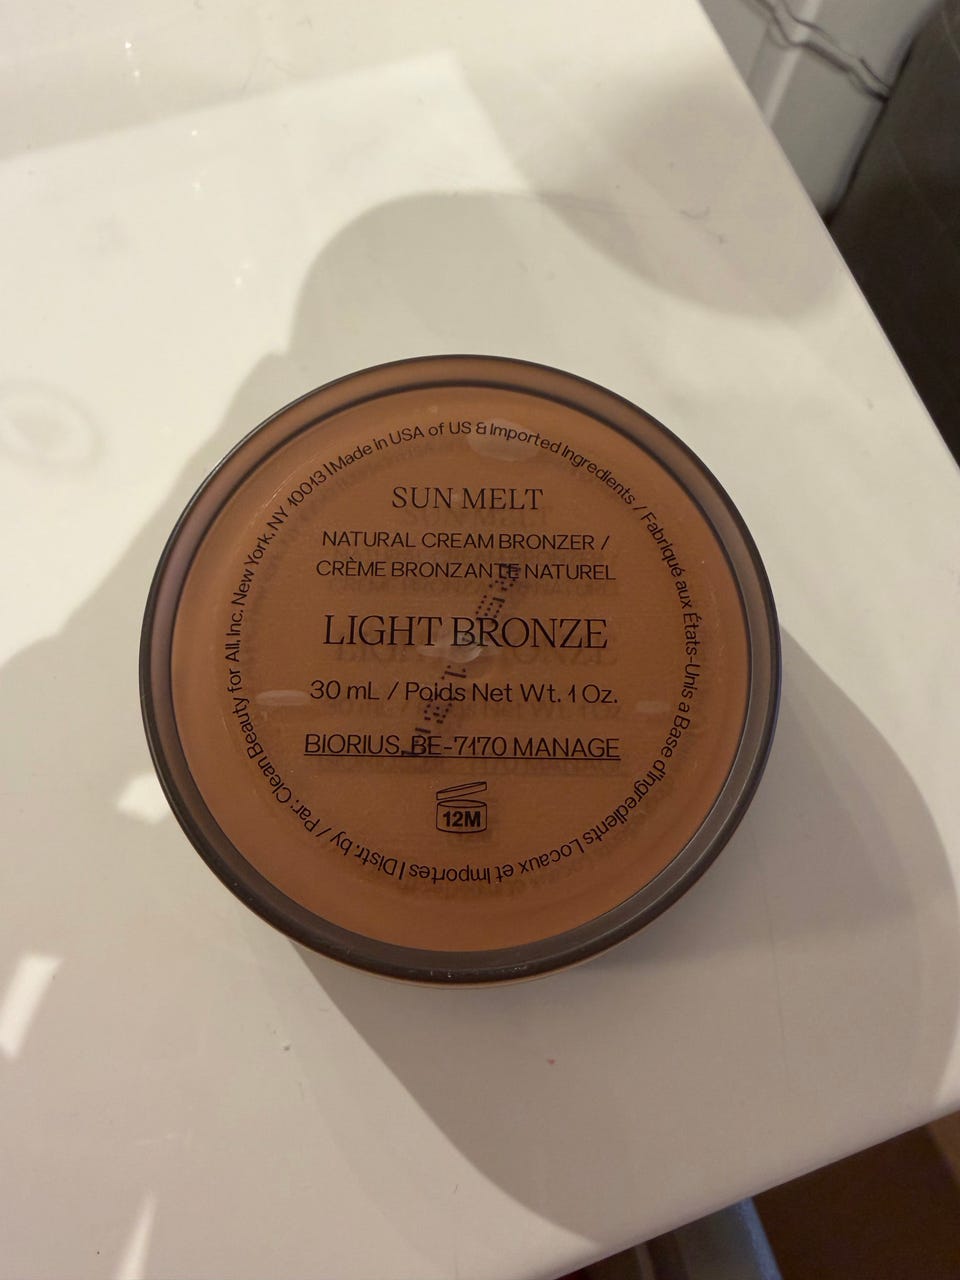 SUN MELT
NATURAL CREAM BRONZER /
CRÈME BRONZANTE NATUREL
LIGHT BRONZE
30 mL / Poids Net Wt. 1 Oz.
BIORIUS, BE-7170 MANAGE
12M
Distr. by / Par: Clean Beauty for All, Inc. New York, NY 10013 | Made in USA of US & Imported Ingredients / Fabriqué aux États-Unis a Base d'Ingredients Locaux et Importes |